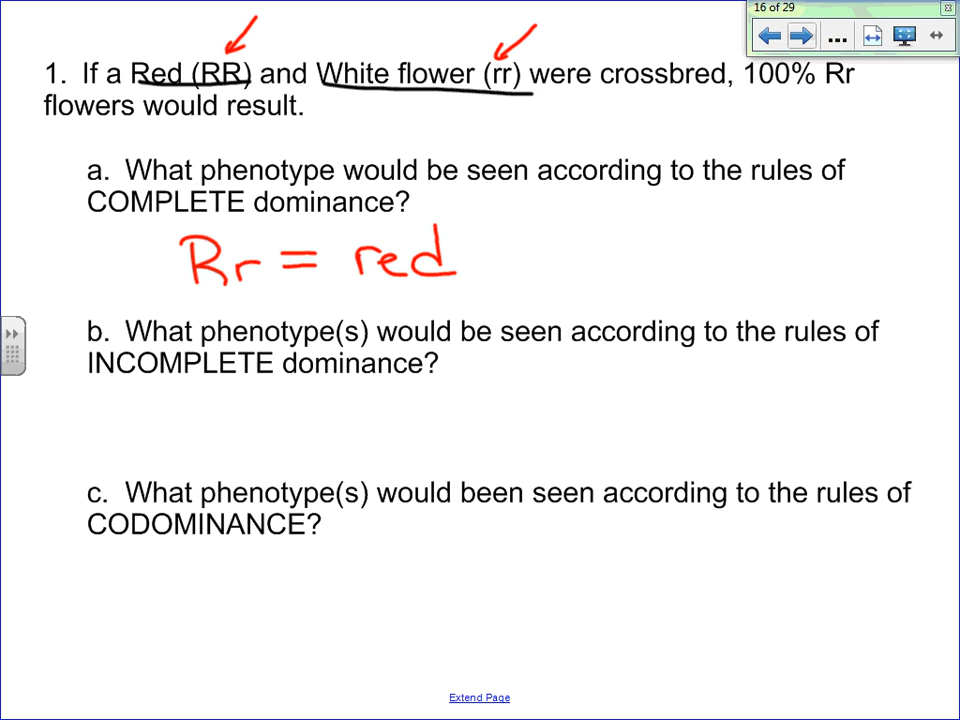 16 of 29
1. If a Red (RR) and White flower (rr) were crossbred, 100% Rr
flowers would result.
a. What phenotype would be seen according to the rules of
COMPLETE dominance?
Rr = red
b. What phenotype(s) would be seen according to the rules of
INCOMPLETE dominance?
c. What phenotype(s) would been seen according to the rules of
CODOMINANCE?
Extend Page